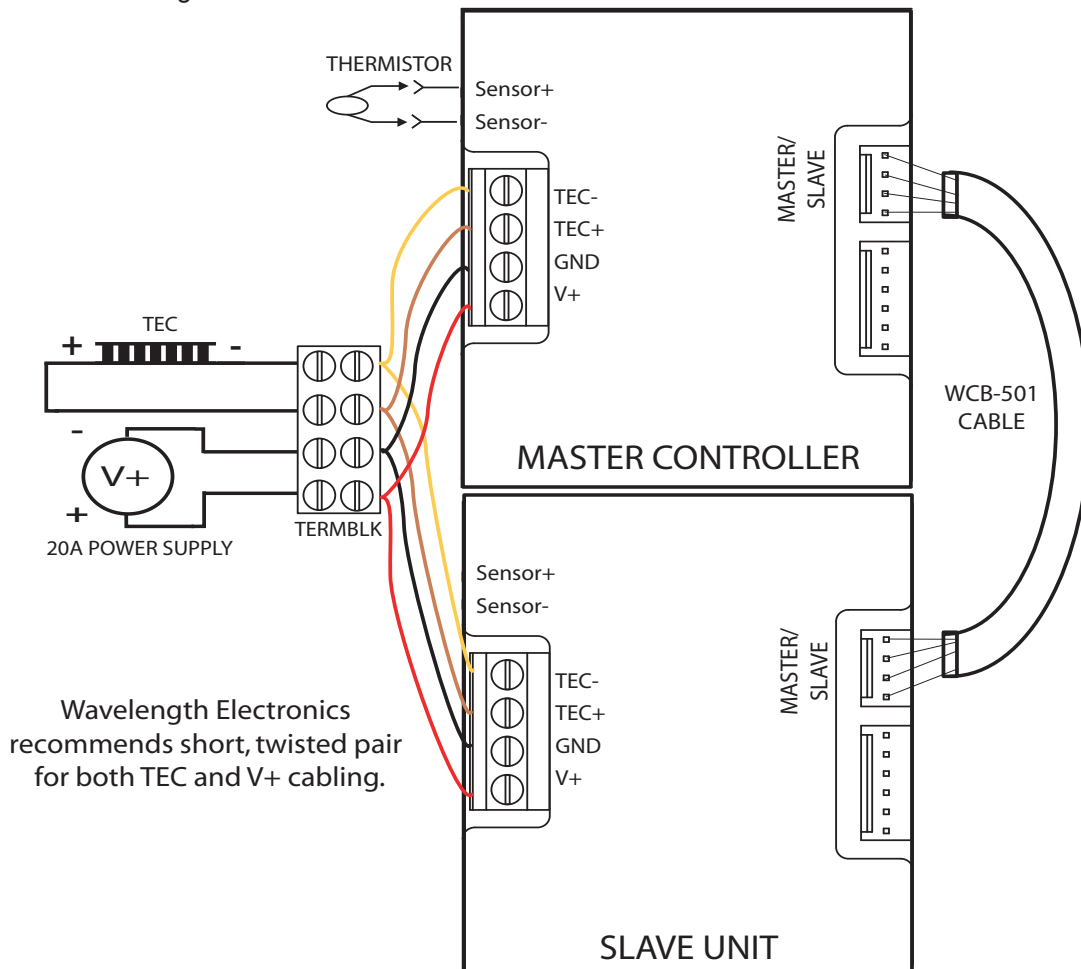 THERMISTOR
Sensor+
Sensor-
TEC-
TEC+
GND
V+
MASTER/
SLAVE
TEC
+
-
-
V+
+
20A POWER SUPPLY
TERMBLK
MASTER CONTROLLER
WCB-501
CABLE
Sensor+
Sensor-
TEC-
TEC+
GND
V+
MASTER/
SLAVE
Wavelength Electronics
recommends short, twisted pair
for both TEC and V+ cabling.
SLAVE UNIT